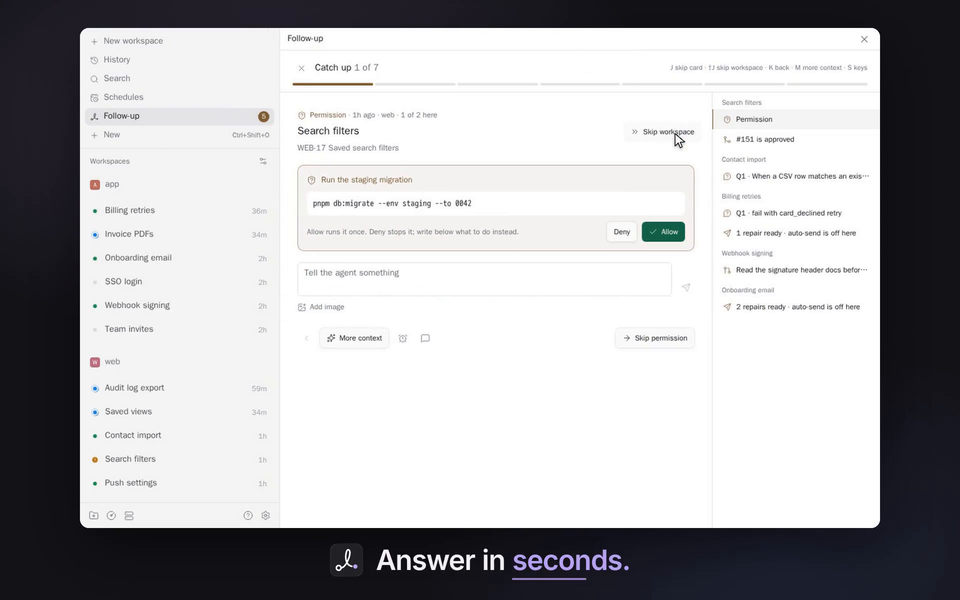 New workspace
History
Search
Schedules
Follow-up 5
New Ctrl+Shift+O
Workspaces
A app
Billing retries 36m
Invoice PDFs 34m
Onboarding email 2h
SSO login 2h
Webhook signing 2h
Team invites 2h
W web
Audit log export 59m
Saved views 34m
Contact import 1h
Search filters 1h
Push settings 1h
Follow-up
Catch up 1 of 7
J skip card · ⇧J skip workspace · K back · M more context · S keys
Permission · 1h ago · web · 1 of 2 here
Search filters
Skip workspace
WEB-17 Saved search filters
Run the staging migration
pnpm db:migrate --env staging --to 0042
Allow runs it once. Deny stops it; write below what to do instead.
Deny
Allow
Tell the agent something
Add image
More context
Skip permission
Search filters
Permission
#151 is approved
Contact import
Q1 · When a CSV row matches an exis···
Billing retries
Q1 · fail with card_declined retry
1 repair ready · auto-send is off here
Webhook signing
Read the signature header docs befor···
Onboarding email
2 repairs ready · auto-send is off here
Answer in seconds.